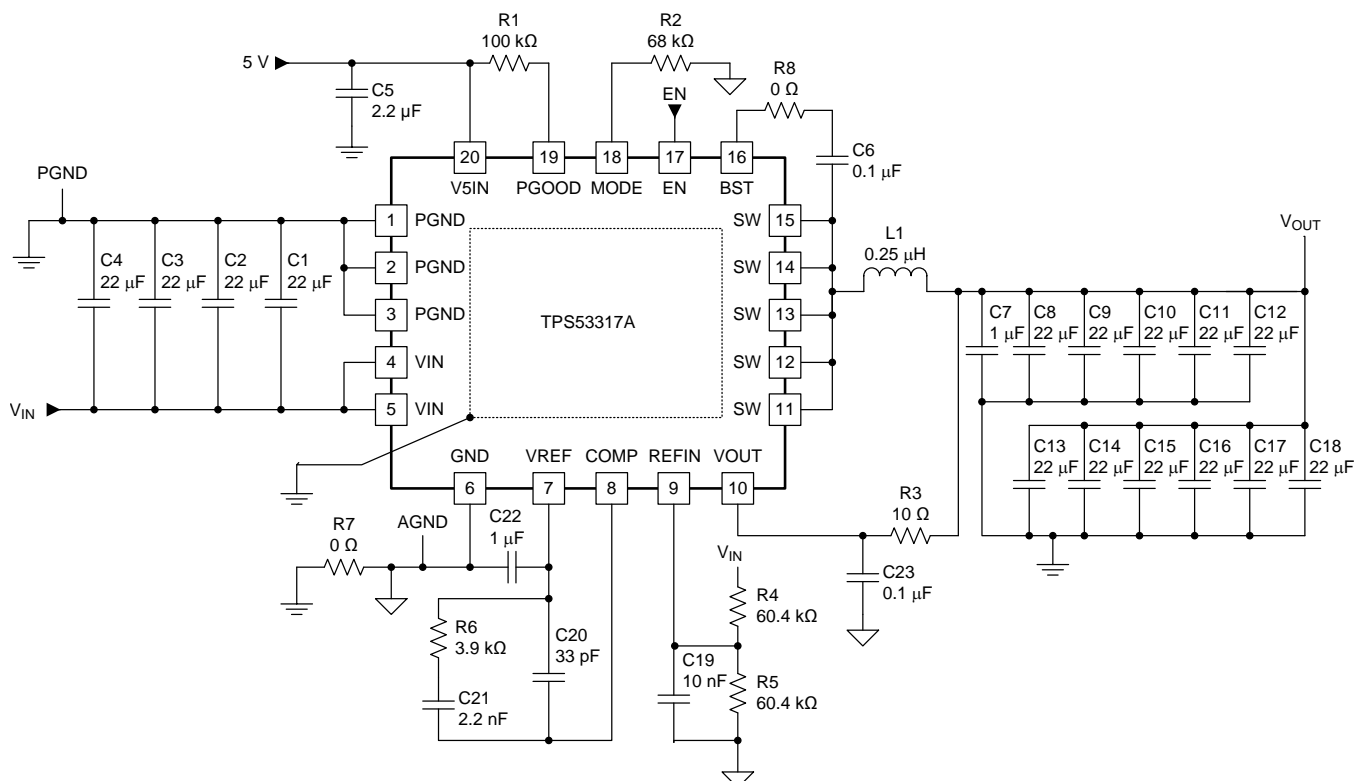 R1
100 kΩ
R2
68 kΩ
5 V
C5
2.2 µF
EN
R8
0 Ω
C6
0.1 µF
PGND
20
19
18
17
16
V5IN
PGOOD
MODE
EN
BST
1
PGND
2
PGND
3
PGND
4
VIN
5
VIN
C4
22 µF
C3
22 µF
C2
22 µF
C1
22 µF
VIN
TPS53317A
SW
15
SW
14
SW
13
SW
12
SW
11
L1
0.25 µH
VOUT
C7
1 µF
C8
22 µF
C9
22 µF
C10
22 µF
C11
22 µF
C12
22 µF
C13
22 µF
C14
22 µF
C15
22 µF
C16
22 µF
C17
22 µF
C18
22 µF
GND
VREF
COMP
REFIN
VOUT
6
7
8
9
10
R7
0 Ω
AGND
C22
1 µF
R3
10 Ω
C23
0.1 µF
VIN
R4
60.4 kΩ
R6
3.9 kΩ
C20
33 pF
C21
2.2 nF
C19
10 nF
R5
60.4 kΩ